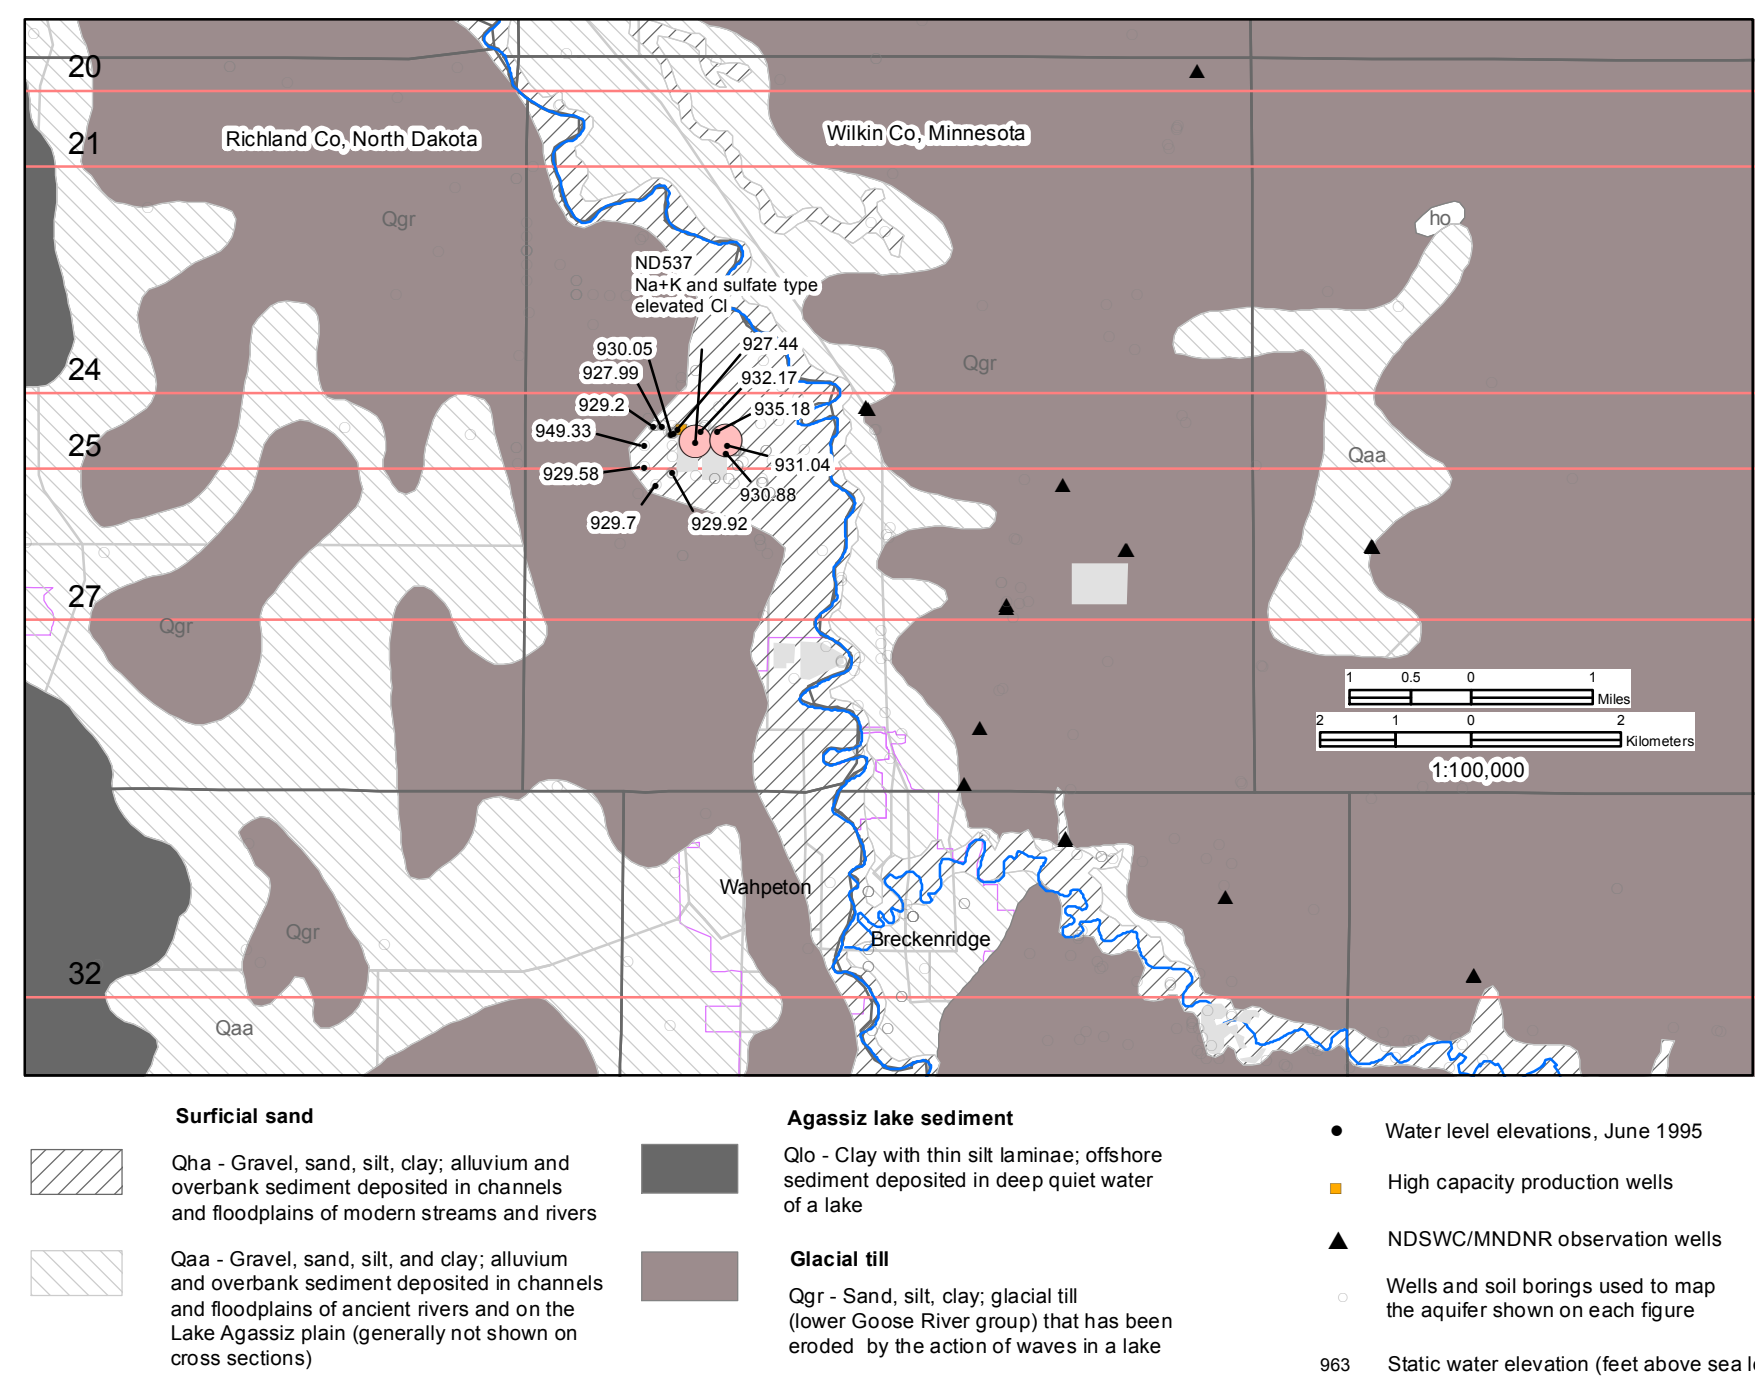 20
21
Richland Co, North Dakota
Wilkin Co, Minnesota
Qgr
ho
ND537
Na+K and sulfate type
elevated Cl
930.05
927.44
927.99
932.17
24
Qgr
929.2
935.18
949.33
25
Qaa
931.04
929.58
930.88
929.7
929.92
27
Qgr
1 0.5 0 1
Miles
2 1 0 2
Kilometers
1:100,000
Wahpeton
Qgr
Breckenridge
32
Qaa
Surficial sand
Qha - Gravel, sand, silt, clay; alluvium and
overbank sediment deposited in channels
and floodplains of modern streams and rivers
Qaa - Gravel, sand, silt, and clay; alluvium
and overbank sediment deposited in channels
and floodplains of ancient rivers and on the
Lake Agassiz plain (generally not shown on
cross sections)
Agassiz lake sediment
Qlo - Clay with thin silt laminae; offshore
sediment deposited in deep quiet water
of a lake
Glacial till
Qgr - Sand, silt, clay; glacial till
(lower Goose River group) that has been
eroded by the action of waves in a lake
Water level elevations, June 1995
High capacity production wells
NDSWC/MNDNR observation wells
Wells and soil borings used to map
the aquifer shown on each figure
963 Static water elevation (feet above sea